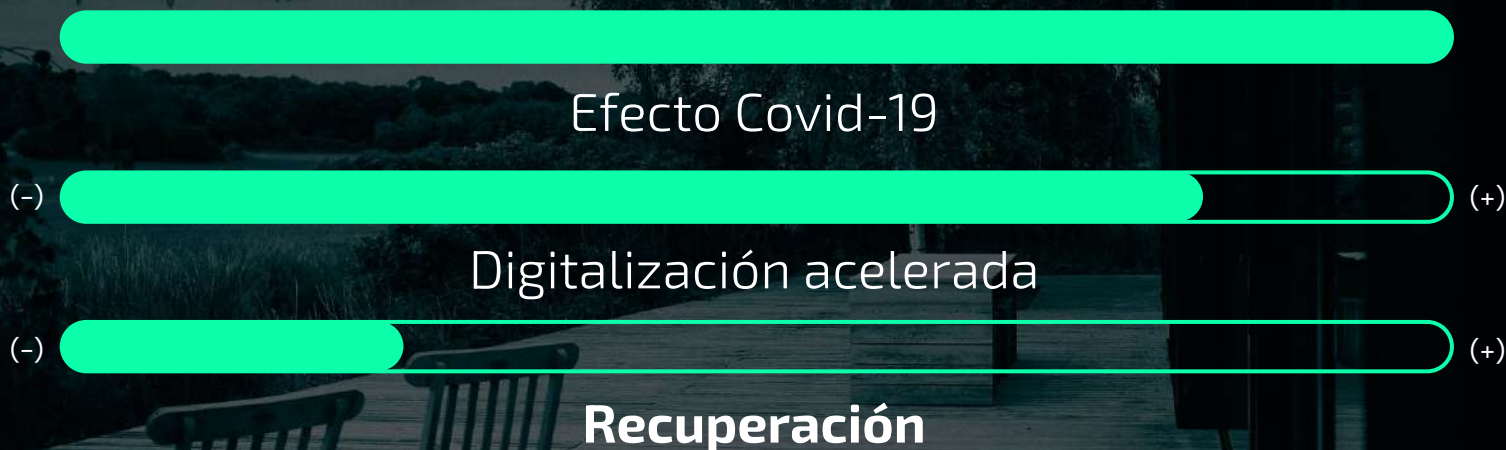 Efecto Covid-19
(-) (+)
Digitalización acelerada
(-) (+)
Recuperación